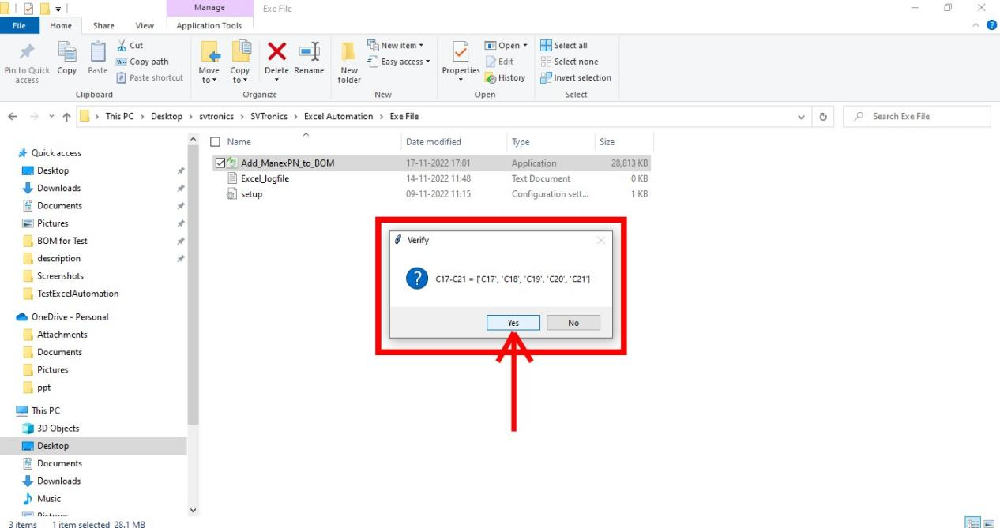 Manage
Exe File
File
Home
Share
View
Application Tools
Pin to Quick
access
Copy
Paste
Cut
Copy path
Paste shortcut
Clipboard
Move
to
Copy
to
Delete
Rename
Organize
New
folder
New item
Easy access
New
Properties
Open
Edit
History
Open
Select all
Select none
Invert selection
Select
This PC > Desktop > svtronics > SVTronics > Excel Automation > Exe File
Search Exe File
Quick access
Desktop
Downloads
Documents
Pictures
BOM for Test
description
Screenshots
TestExcelAutomation
OneDrive - Personal
Attachments
Documents
Pictures
ppt
This PC
3D Objects
Desktop
Documents
Downloads
Music
Pictures
Name Date modified Type Size
Add_ManexPN_to_BOM 17-11-2022 17:01 Application 28,813 KB
Excel_logfile 14-11-2022 11:48 Text Document 0 KB
setup 09-11-2022 11:15 Configuration sett... 1 KB
Verify
?
C17-C21 = ['C17', 'C18', 'C19', 'C20', 'C21']
Yes
No
3 items 1 item selected 28.1 MB